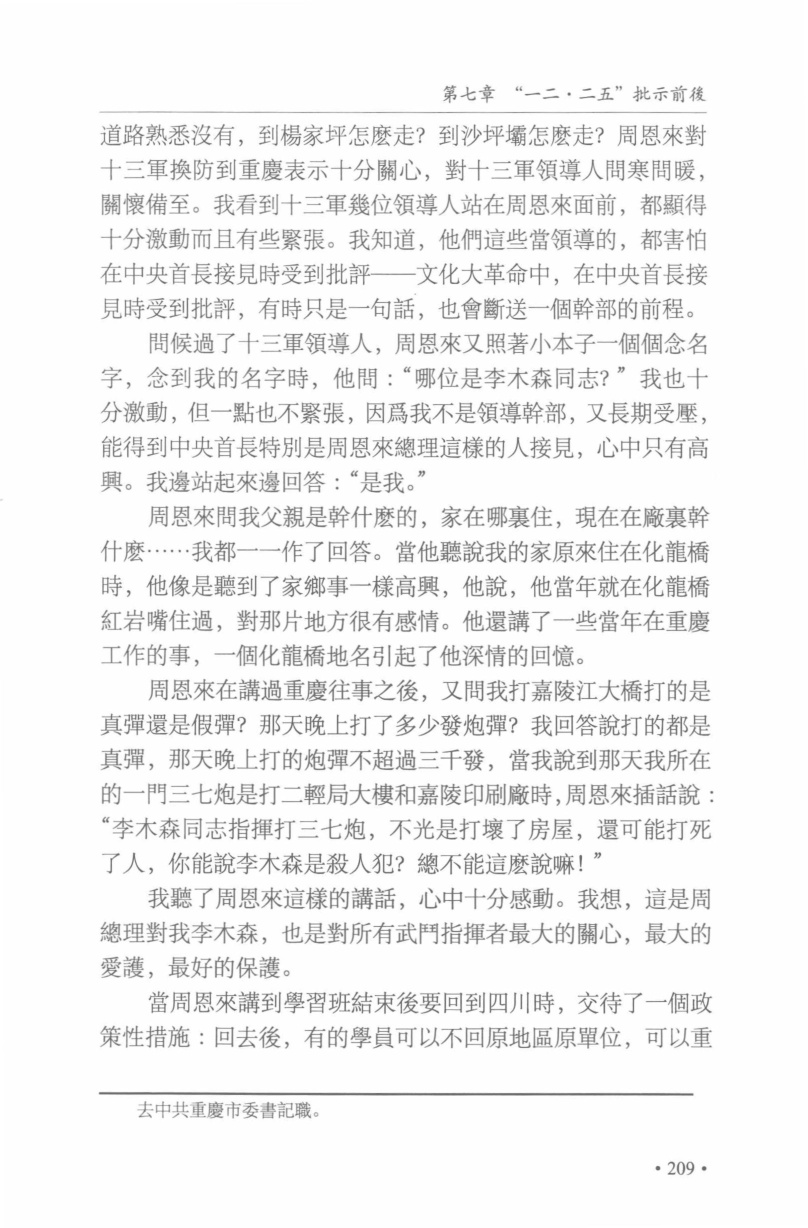 第七章　“一二·二五”批示前後
道路熟悉沒有，到楊家坪怎麽走？到沙坪壩怎麽走？周恩來對
十三軍換防到重慶表示十分關心，對十三軍領導人問寒問暖，
關懷備至。我看到十三軍幾位領導人站在周恩來面前，都顯得
十分激動而且有些緊張。我知道，他們這些當領導的，都害怕
在中央首長接見時受到批評——文化大革命中，在中央首長接
見時受到批評，有時只是一句話，也會斷送一個幹部的前程。
問候過了十三軍領導人，周恩來又照著小本子一個個念名
字，念到我的名字時，他問：“哪位是李木森同志？”我也十
分激動，但一點也不緊張，因爲我不是領導幹部，又長期受壓，
能得到中央首長特別是周恩來總理這樣的人接見，心中只有高
興。我邊站起來邊回答：“是我。”
周恩來問我父親是幹什麽的，家在哪裏住，現在在廠裏幹
什麽……我都一一作了回答。當他聽說我的家原來住在化龍橋
時，他像是聽到了家鄉事一樣高興，他說，他當年就在化龍橋
紅岩嘴住過，對那片地方很有感情。他還講了一些當年在重慶
工作的事，一個化龍橋地名引起了他深情的回憶。
周恩來在講過重慶往事之後，又問我打嘉陵江大橋打的是
真彈還是假彈？那天晚上打了多少發炮彈？我回答說打的都是
真彈，那天晚上打的炮彈不超過三千發，當我說到那天我所在
的一門三七炮是打二輕局大樓和嘉陵印刷廠時，周恩來插話說：
“李木森同志指揮打三七炮，不光是打壞了房屋，還可能打死
了人，你能說李木森是殺人犯？總不能這麽說嘛！”
我聽了周恩來這樣的講話，心中十分感動。我想，這是周
總理對我李木森，也是對所有武鬥指揮者最大的關心，最大的
愛護，最好的保護。
當周恩來講到學習班結束後要回到四川時，交待了一個政
策性措施：回去後，有的學員可以不回原地區原單位，可以重
去中共重慶市委書記職。
·209·